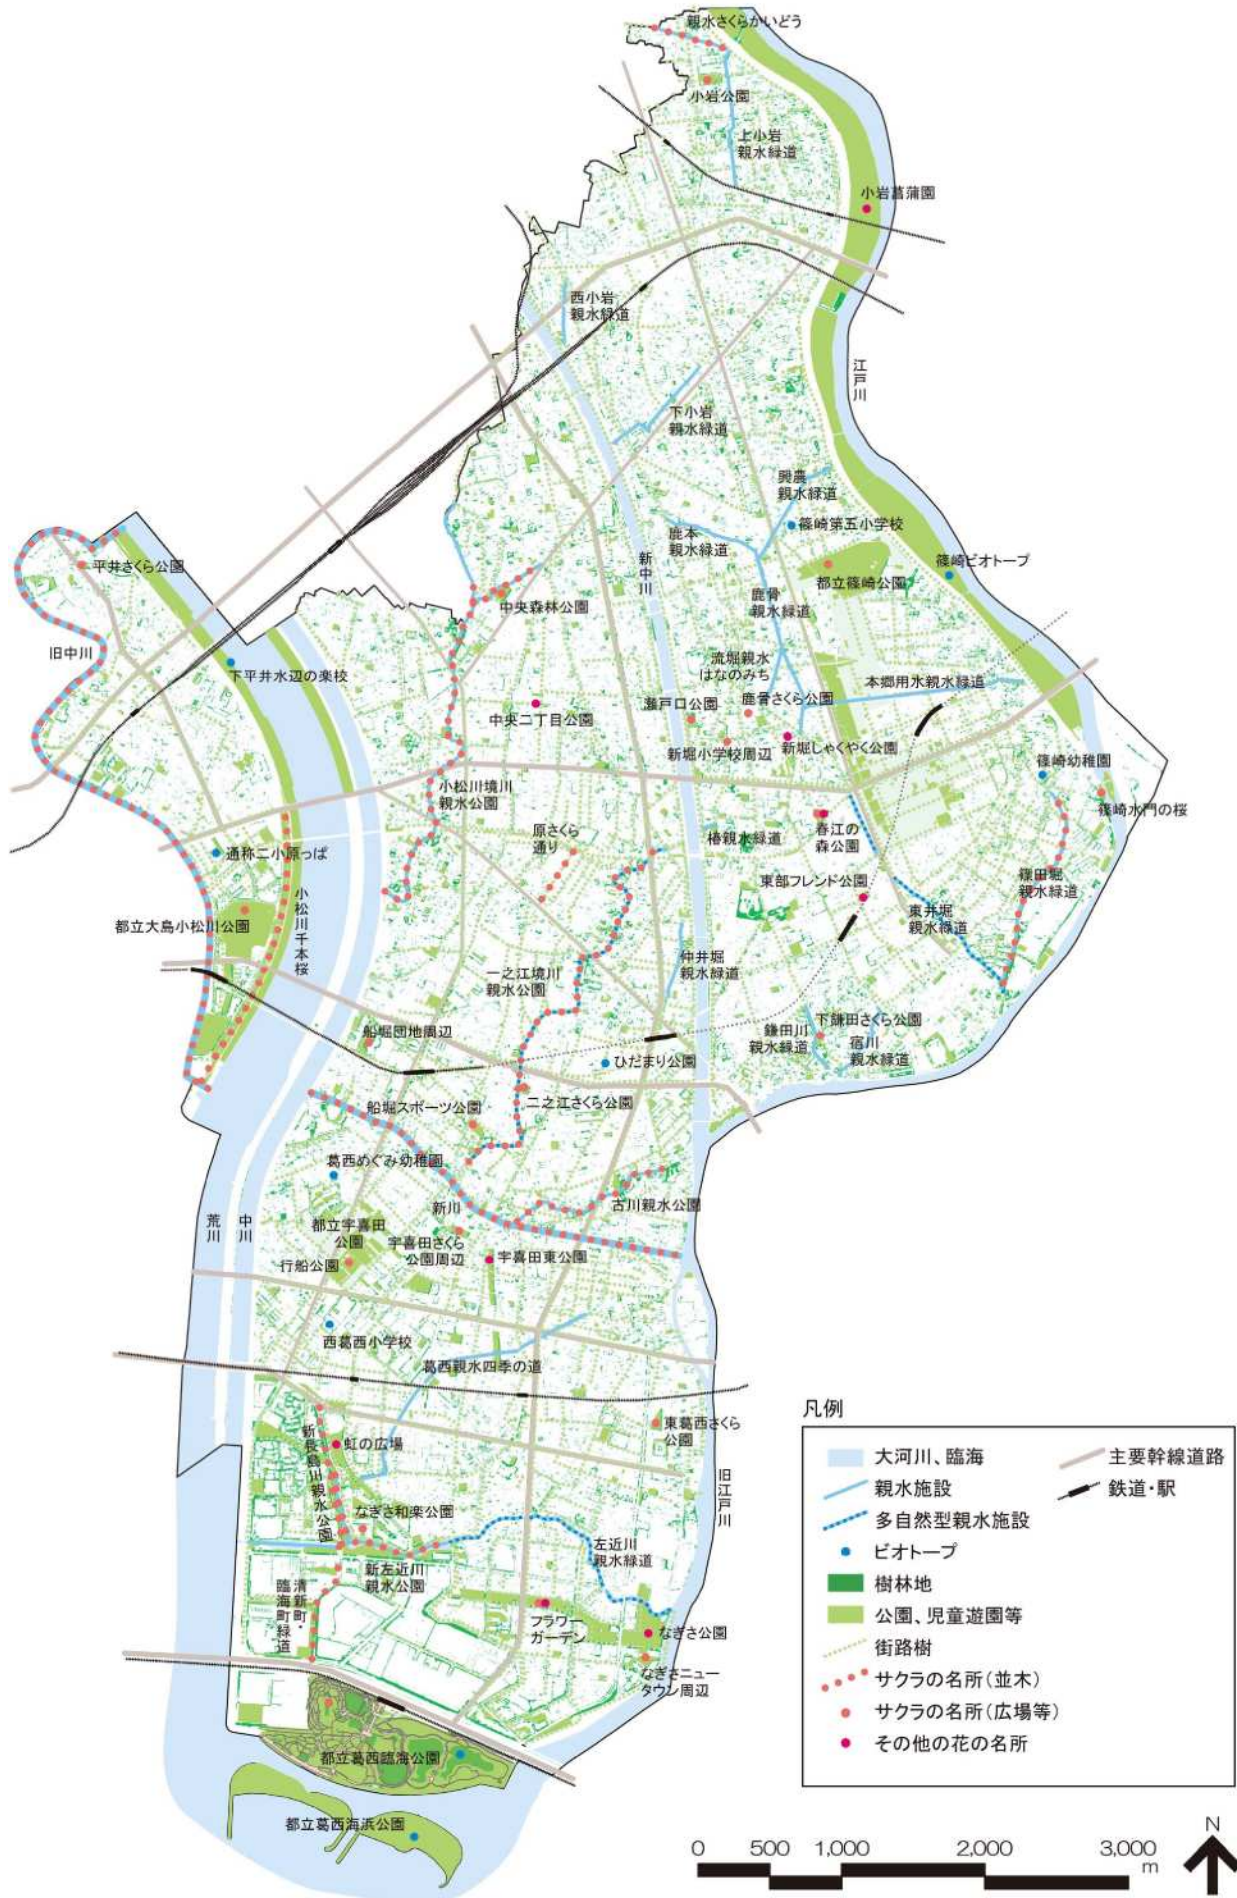 親水さくらかいどう
小岩公園
上小岩
親水緑道
小岩菖蒲園
西小岩
親水緑道
江戸川
下小岩
親水緑道
興農
親水緑道
篠崎第五小学校
鹿本
親水緑道
新中川
篠崎ビオトープ
平井さくら公園
都立篠崎公園
中央森林公園
鹿骨
親水緑道
旧中川
下平井水辺の楽校
流堀親水
はなのみち
本郷用水親水緑道
瀬戸口公園
鹿骨さくら公園
中央二丁目公園
新堀小学校周辺
新堀しゃくやく公園
篠崎幼稚園
小松川境川
親水公園
篠崎水門の桜
原さくら
通り
椿親水緑道
春江の
森公園
通称二小原っぱ
東部フレンド公園
篠田堀
親水緑道
都立大島小松川公園
小松川千本桜
東井堀
親水緑道
一之江境川
親水公園
仲井堀
親水緑道
船堀団地周辺
鎌田川
親水緑道
下鎌田さくら公園
宿川
親水緑道
ひだまり公園
船堀スポーツ公園
二之江さくら公園
葛西めぐみ幼稚園
新川
古川親水公園
荒川
中川
都立宇喜田
公園
宇喜田さくら
公園周辺
宇喜田東公園
行船公園
西葛西小学校
葛西親水四季の道
東葛西さくら
公園
新長島川親水公園
虹の広場
旧江戸川
なぎさ和楽公園
左近川
親水緑道
新左近川
親水公園
清新町・
臨海町緑道
フラワー
ガーデン
なぎさ公園
なぎさニュー
タウン周辺
都立葛西臨海公園
都立葛西海浜公園
凡例
大河川、臨海
親水施設
多自然型親水施設
ビオトープ
樹林地
公園、児童遊園等
街路樹
サクラの名所(並木)
サクラの名所(広場等)
その他の花の名所
主要幹線道路
鉄道・駅
0 500 1,000 2,000 3,000
m
N